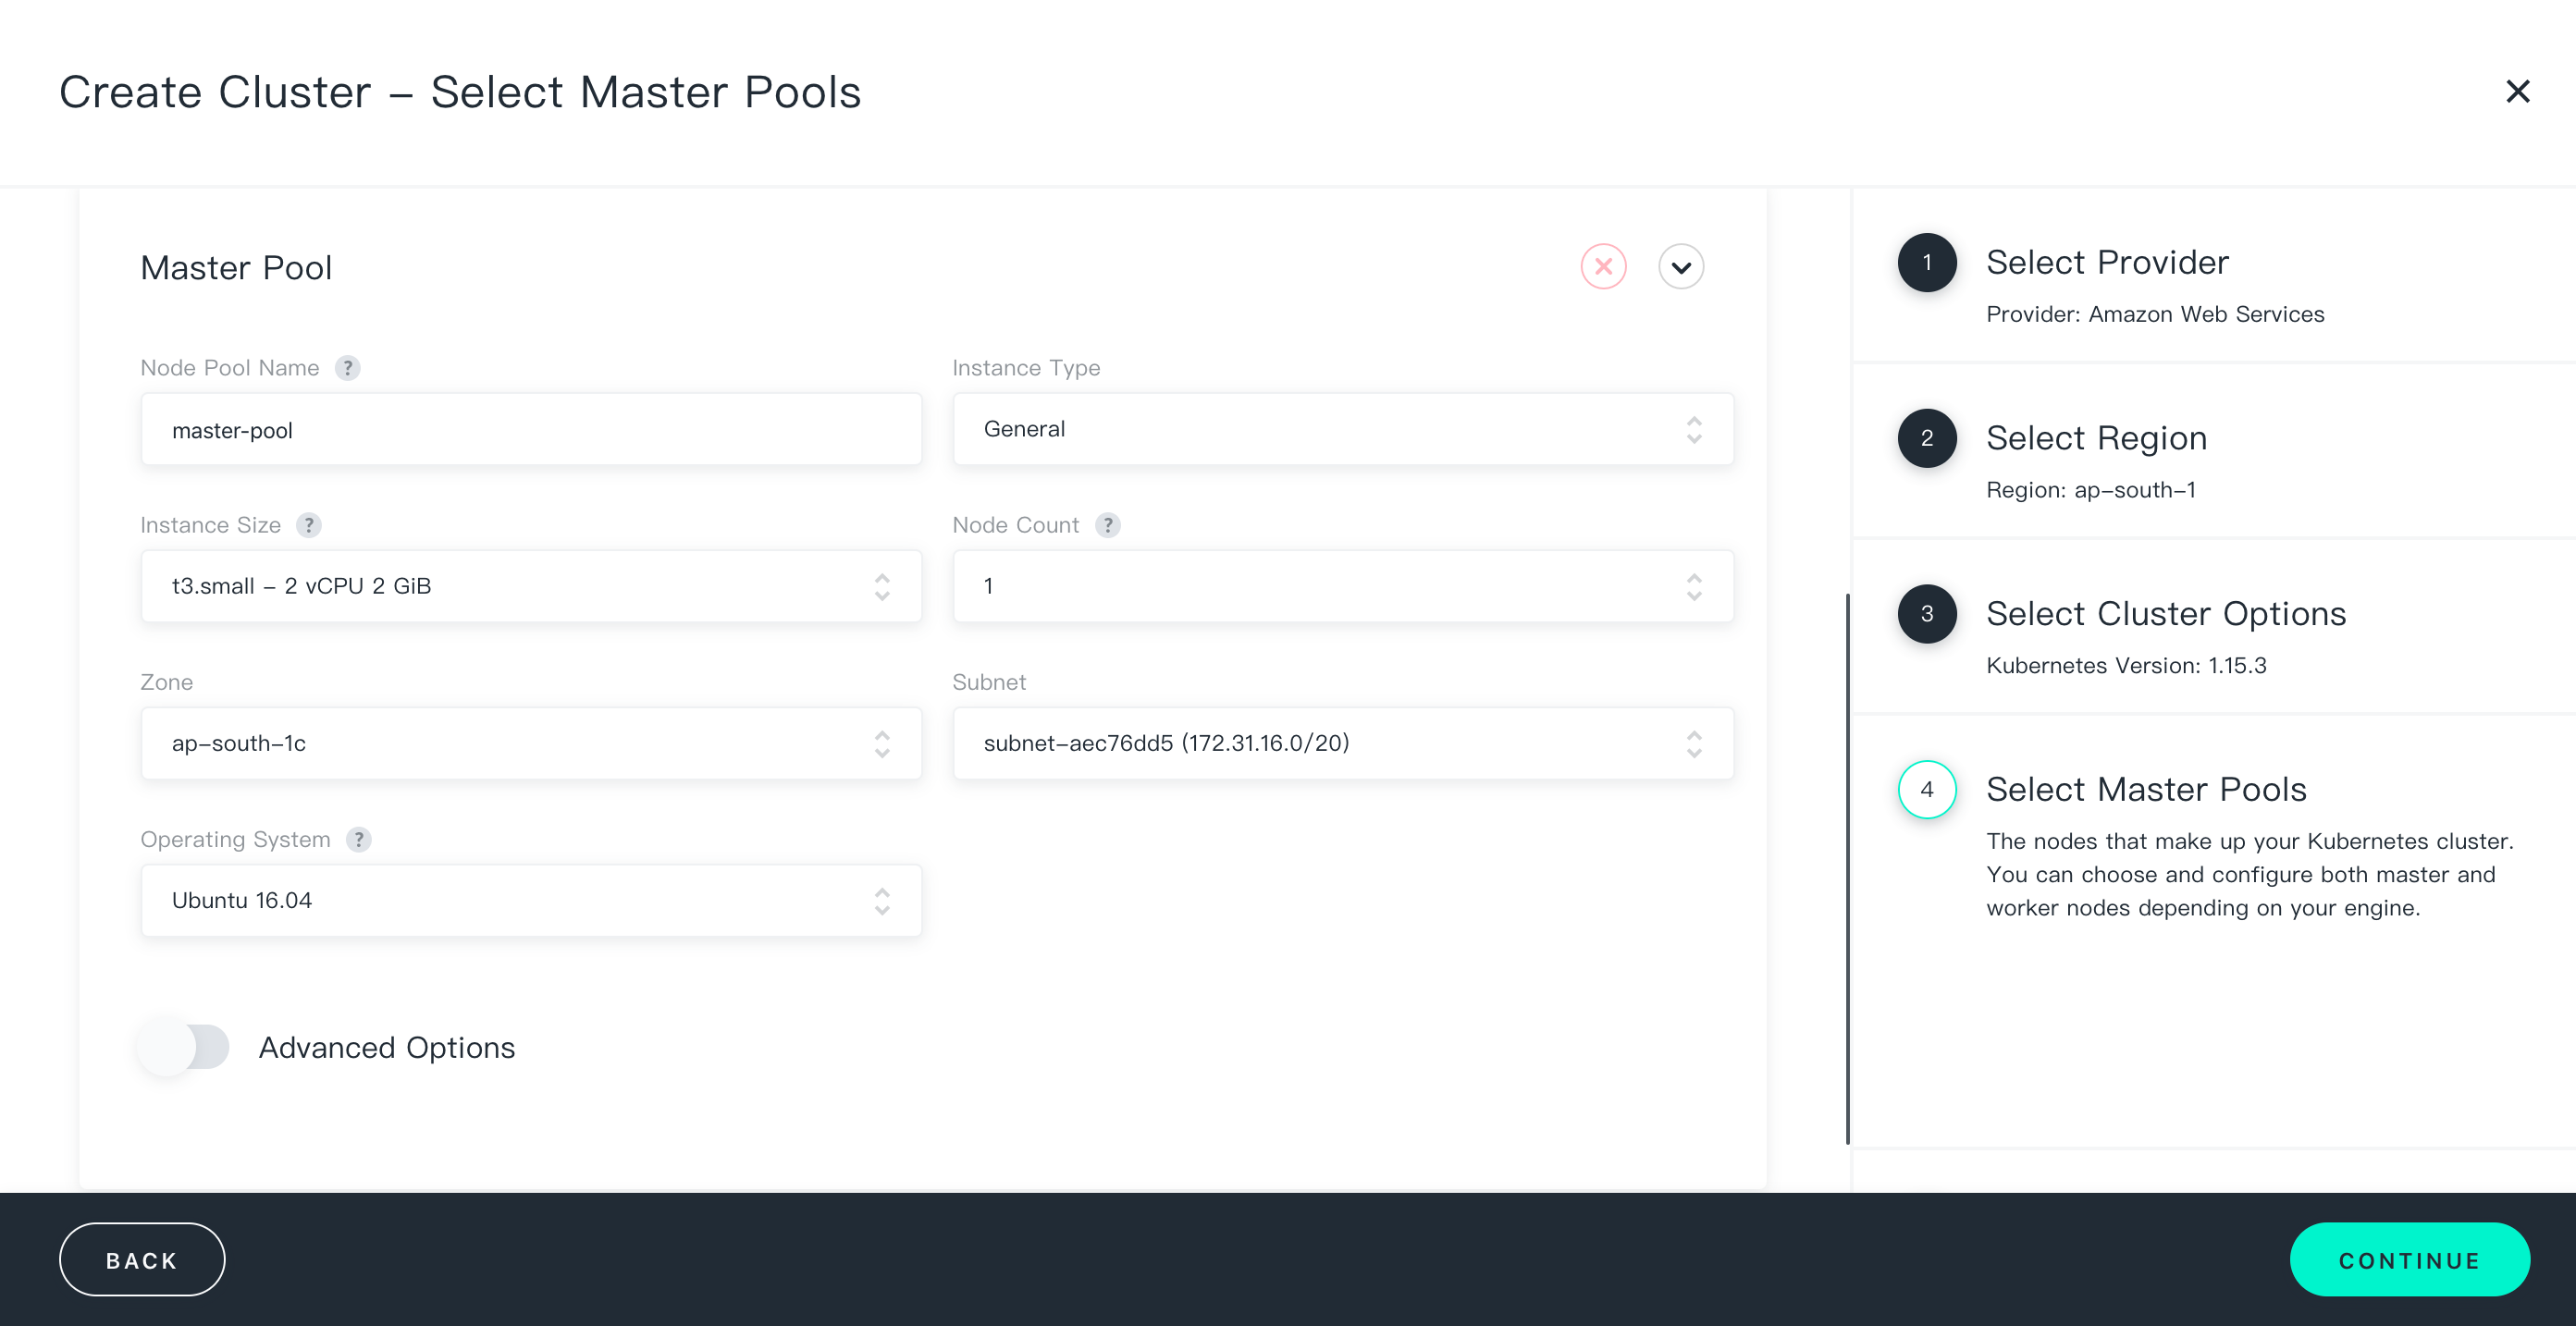 Create Cluster – Select Master Pools
Master Pool
Node Pool Name ?
Instance Type
master-pool
General
Instance Size ?
Node Count ?
t3.small – 2 vCPU 2 GiB
1
Zone
Subnet
ap-south-1c
subnet-aec76dd5 (172.31.16.0/20)
Operating System ?
Ubuntu 16.04
Advanced Options
1 Select Provider
Provider: Amazon Web Services
2 Select Region
Region: ap-south-1
3 Select Cluster Options
Kubernetes Version: 1.15.3
4 Select Master Pools
The nodes that make up your Kubernetes cluster.
You can choose and configure both master and
worker nodes depending on your engine.
BACK
CONTINUE